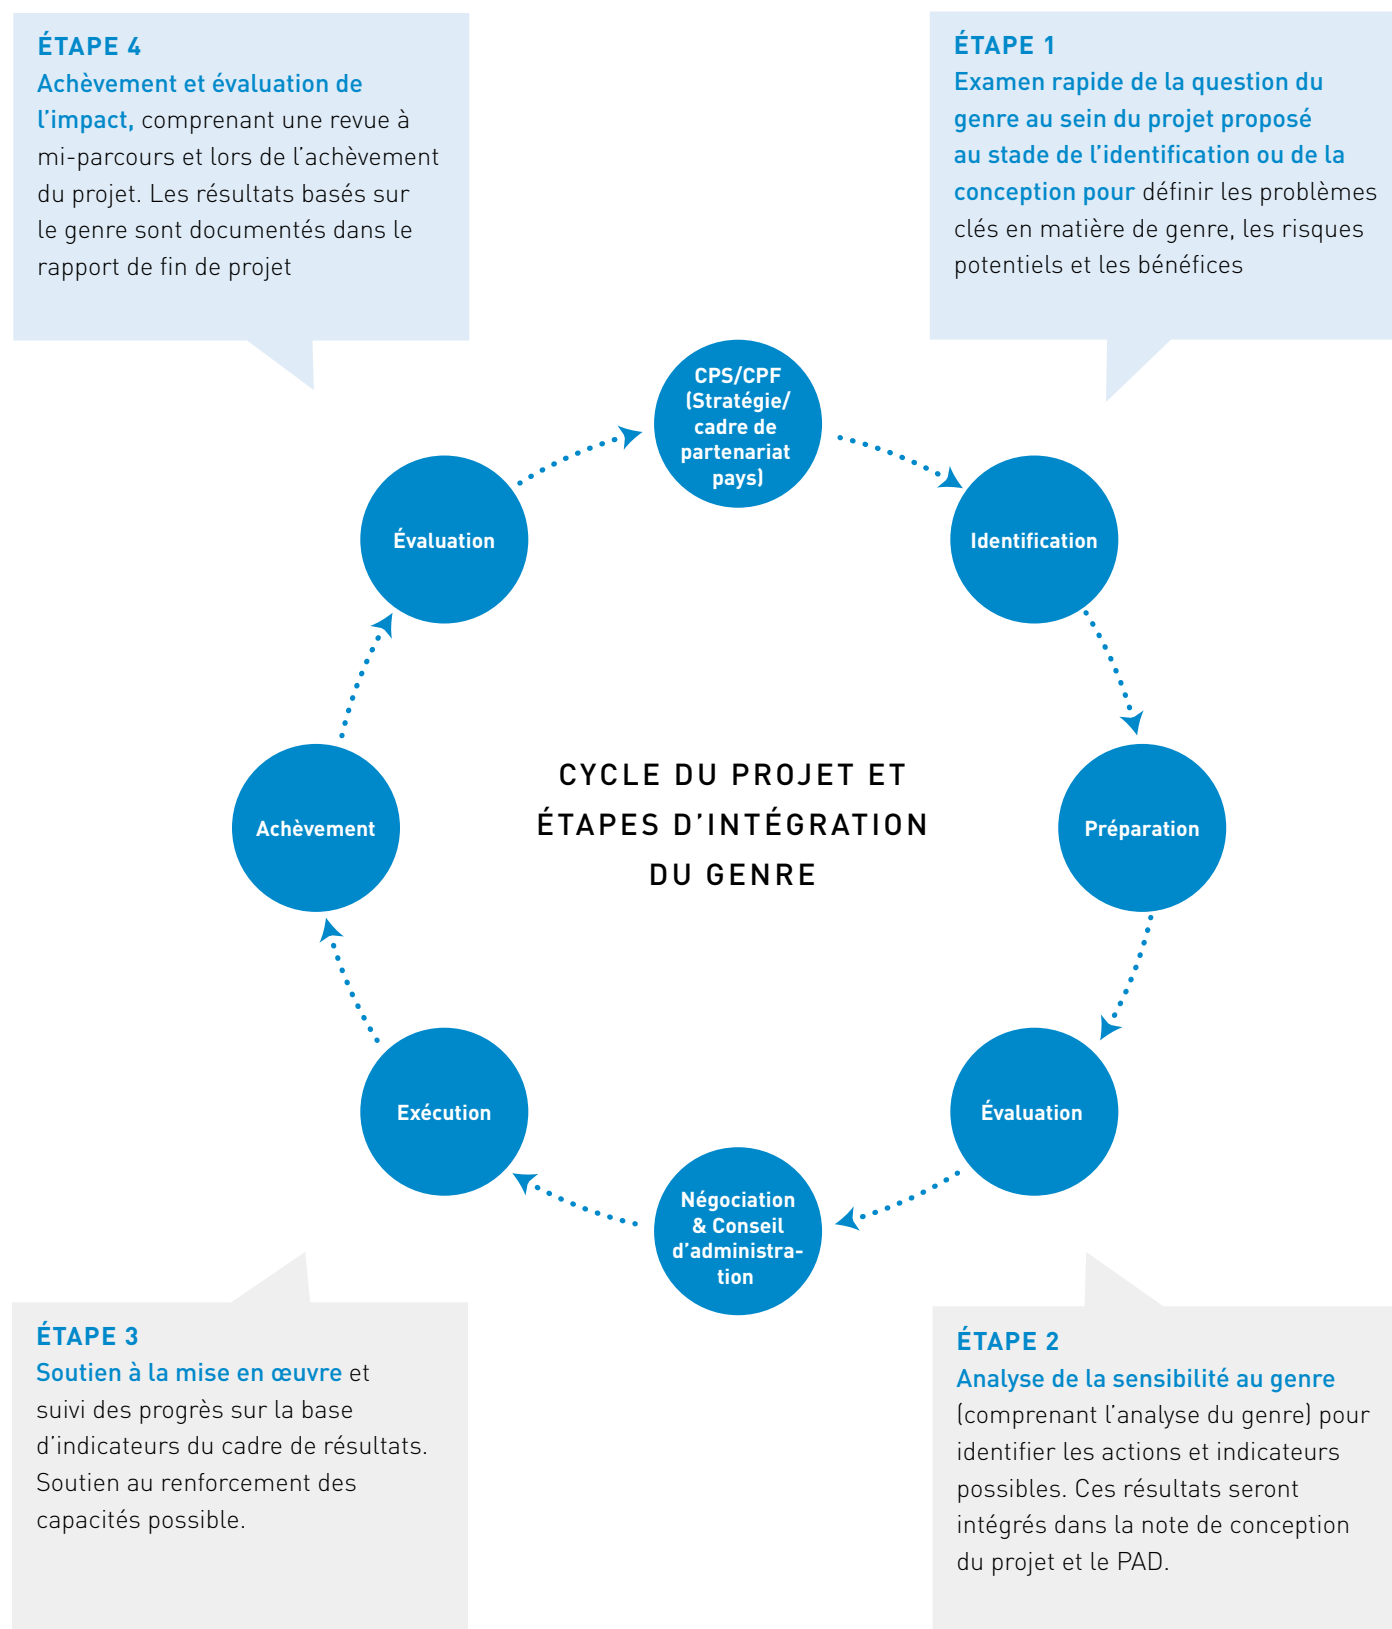 ÉTAPE 4
Achèvement et évaluation de
l’impact, comprenant une revue à
mi-parcours et lors de l’achèvement
du projet. Les résultats basés sur
le genre sont documentés dans le
rapport de fin de projet
ÉTAPE 1
Examen rapide de la question du
genre au sein du projet proposé
au stade de l’identification ou de la
conception pour définir les problèmes
clés en matière de genre, les risques
potentiels et les bénéfices
CPS/CPF
(Stratégie/
cadre de
partenariat
pays)
Identification
Préparation
Évaluation
Négociation
& Conseil
d’administra-
tion
Exécution
Achèvement
Évaluation
CYCLE DU PROJET ET
ÉTAPES D’INTÉGRATION
DU GENRE
ÉTAPE 3
Soutien à la mise en œuvre et
suivi des progrès sur la base
d’indicateurs du cadre de résultats.
Soutien au renforcement des
capacités possible.
ÉTAPE 2
Analyse de la sensibilité au genre
(comprenant l’analyse du genre) pour
identifier les actions et indicateurs
possibles. Ces résultats seront
intégrés dans la note de conception
du projet et le PAD.